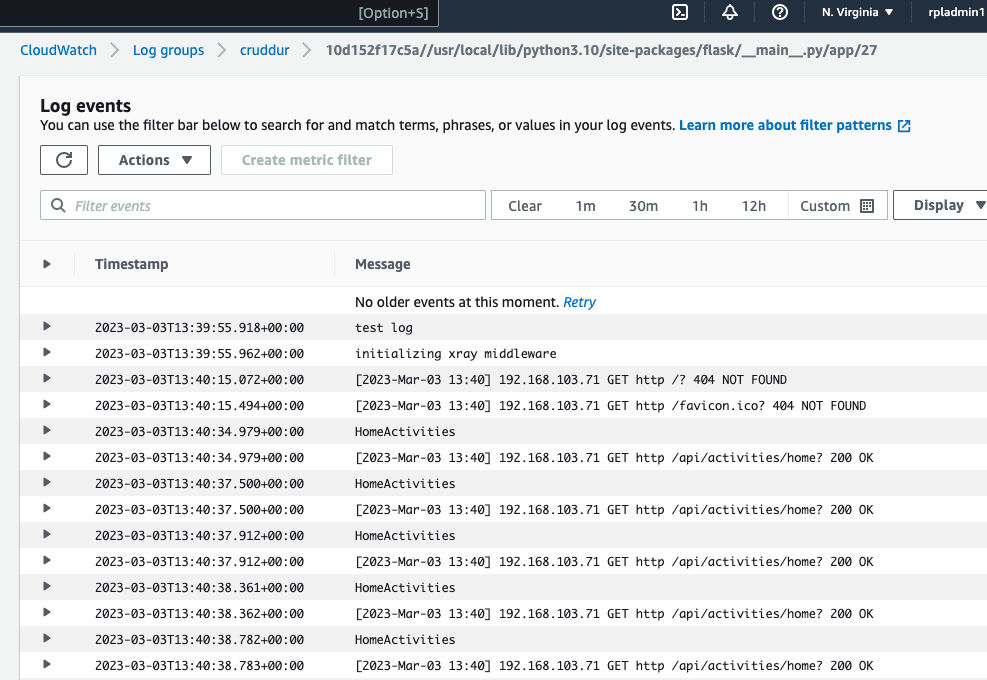 [Option+S] N. Virginia ▼ rpladmin1
CloudWatch > Log groups > cruddur > 10d152f17c5a//usr/local/lib/python3.10/site-packages/flask/__main__.py/app/27
Log events
You can use the filter bar below to search for and match terms, phrases, or values in your log events. Learn more about filter patterns
Actions ▼ Create metric filter
Filter events Clear 1m 30m 1h 12h Custom Display ▼
Timestamp Message
No older events at this moment. Retry
2023-03-03T13:39:55.918+00:00 test log
2023-03-03T13:39:55.962+00:00 initializing xray middleware
2023-03-03T13:40:15.072+00:00 [2023-Mar-03 13:40] 192.168.103.71 GET http /? 404 NOT FOUND
2023-03-03T13:40:15.494+00:00 [2023-Mar-03 13:40] 192.168.103.71 GET http /favicon.ico? 404 NOT FOUND
2023-03-03T13:40:34.979+00:00 HomeActivities
2023-03-03T13:40:34.979+00:00 [2023-Mar-03 13:40] 192.168.103.71 GET http /api/activities/home? 200 OK
2023-03-03T13:40:37.500+00:00 HomeActivities
2023-03-03T13:40:37.500+00:00 [2023-Mar-03 13:40] 192.168.103.71 GET http /api/activities/home? 200 OK
2023-03-03T13:40:37.912+00:00 HomeActivities
2023-03-03T13:40:37.912+00:00 [2023-Mar-03 13:40] 192.168.103.71 GET http /api/activities/home? 200 OK
2023-03-03T13:40:38.361+00:00 HomeActivities
2023-03-03T13:40:38.362+00:00 [2023-Mar-03 13:40] 192.168.103.71 GET http /api/activities/home? 200 OK
2023-03-03T13:40:38.782+00:00 HomeActivities
2023-03-03T13:40:38.783+00:00 [2023-Mar-03 13:40] 192.168.103.71 GET http /api/activities/home? 200 OK